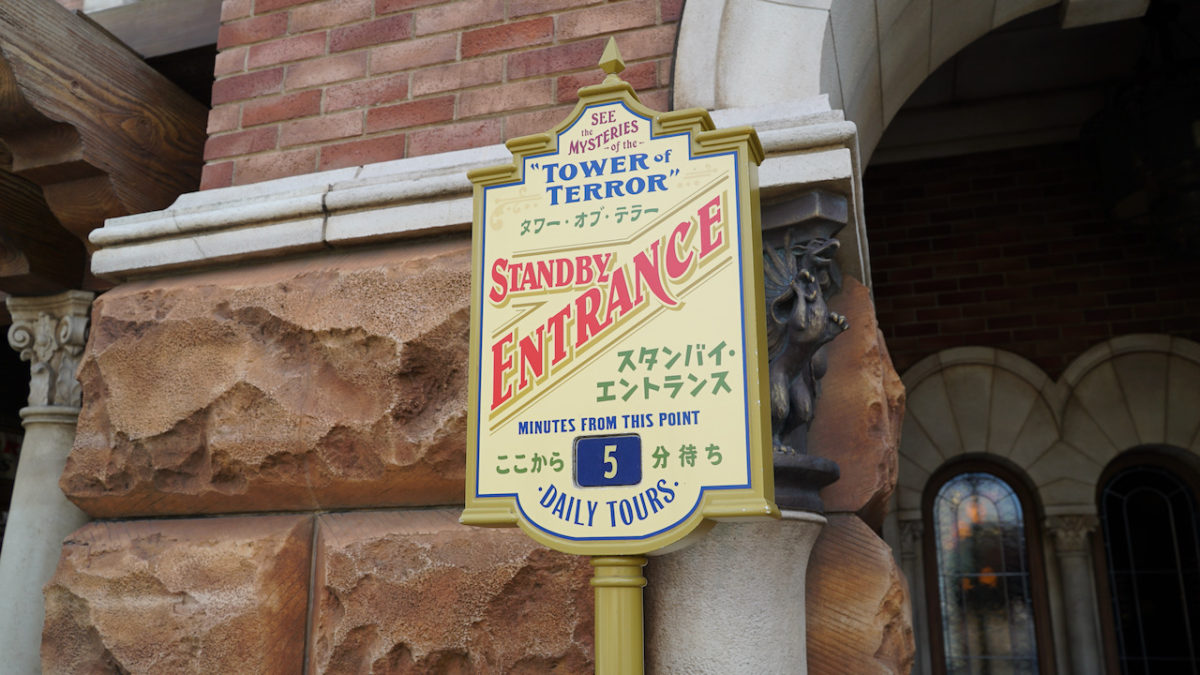 SEE
the
MYSTERIES
-of the-
"TOWER of
TERROR"
タワー・オブ・テラー
STANDBY
ENTRANCE
スタンバイ・
エントランス
MINUTES FROM THIS POINT
ここから 5 分待ち
・DAILY TOURS・